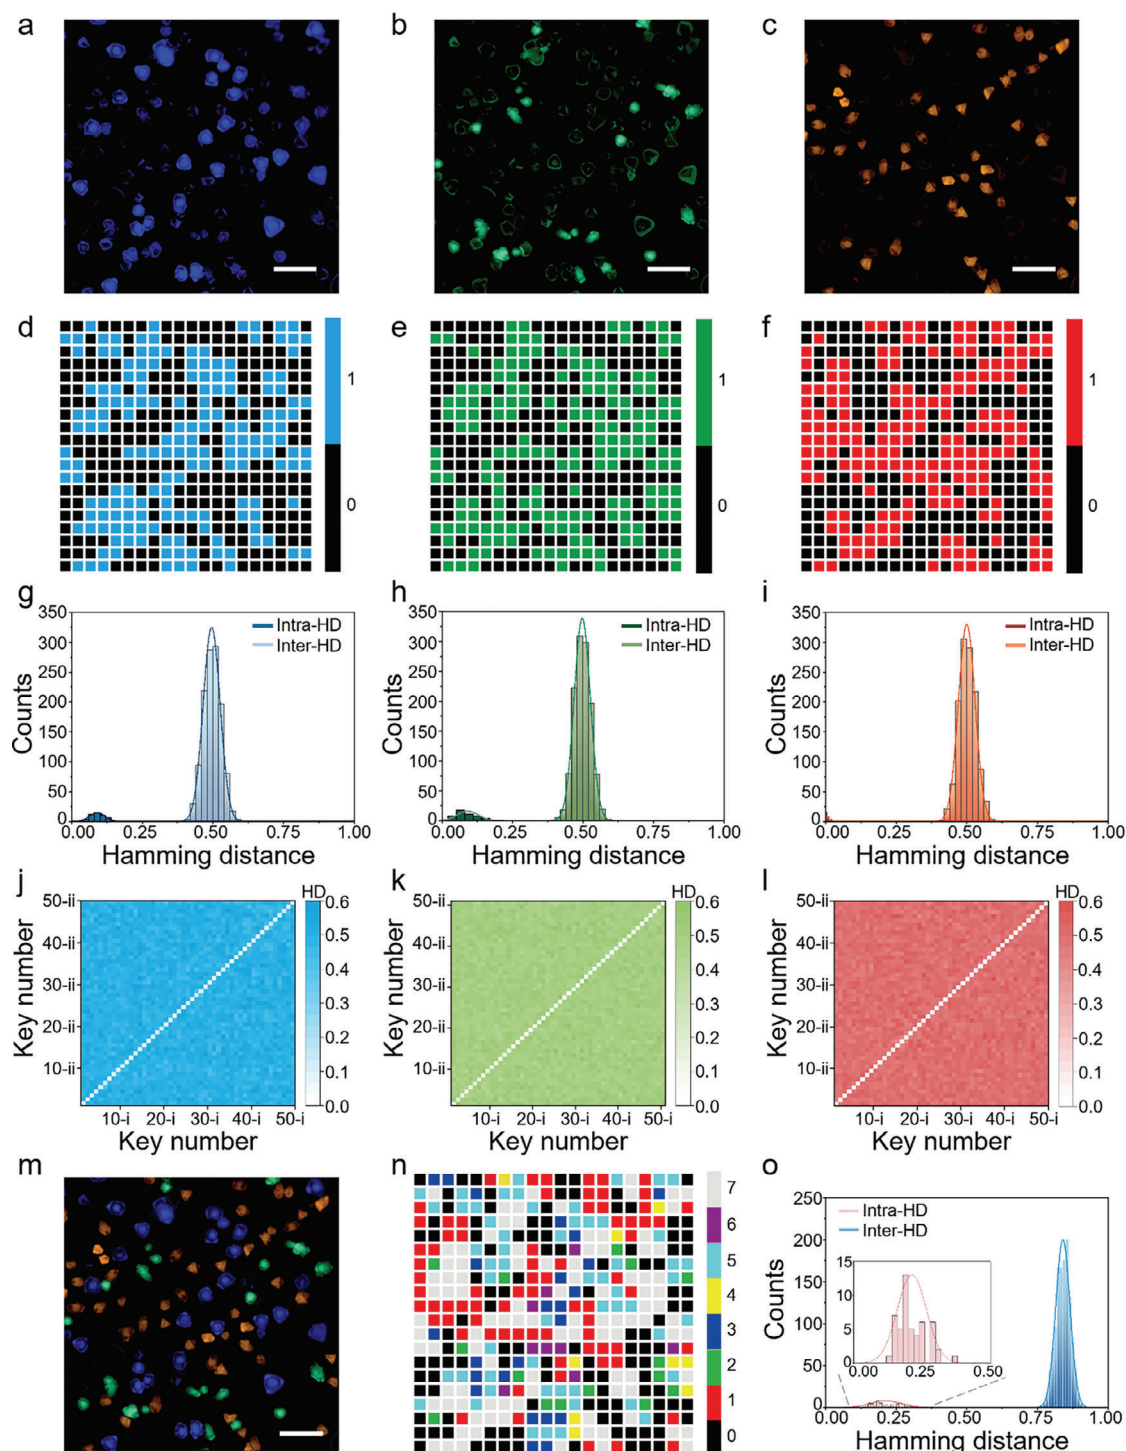 a
b
c
d
1
0
e
1
0
f
1
0
g
350
300
250
200
150
100
50
0
Counts
Intra-HD
Inter-HD
0.00 0.25 0.50 0.75 1.00
Hamming distance
h
350
300
250
200
150
100
50
0
Counts
Intra-HD
Inter-HD
0.00 0.25 0.50 0.75 1.00
Hamming distance
i
350
300
250
200
150
100
50
0
Counts
Intra-HD
Inter-HD
0.00 0.25 0.50 0.75 1.00
Hamming distance
j
50-ii
40-ii
30-ii
20-ii
10-ii
Key number
10-i 20-i 30-i 40-i 50-i
Key number
HD
0.6
0.5
0.4
0.3
0.2
0.1
0.0
k
50-ii
40-ii
30-ii
20-ii
10-ii
Key number
10-i 20-i 30-i 40-i 50-i
Key number
HD
0.6
0.5
0.4
0.3
0.2
0.1
0.0
l
50-ii
40-ii
30-ii
20-ii
10-ii
Key number
10-i 20-i 30-i 40-i 50-i
Key number
HD
0.6
0.5
0.4
0.3
0.2
0.1
0.0
m
n
7
6
5
4
3
2
1
0
o
250
200
150
100
50
0
Counts
Intra-HD
Inter-HD
15
10
5
0
0.00 0.25 0.50
0.00 0.25 0.50 0.75 1.00
Hamming distance